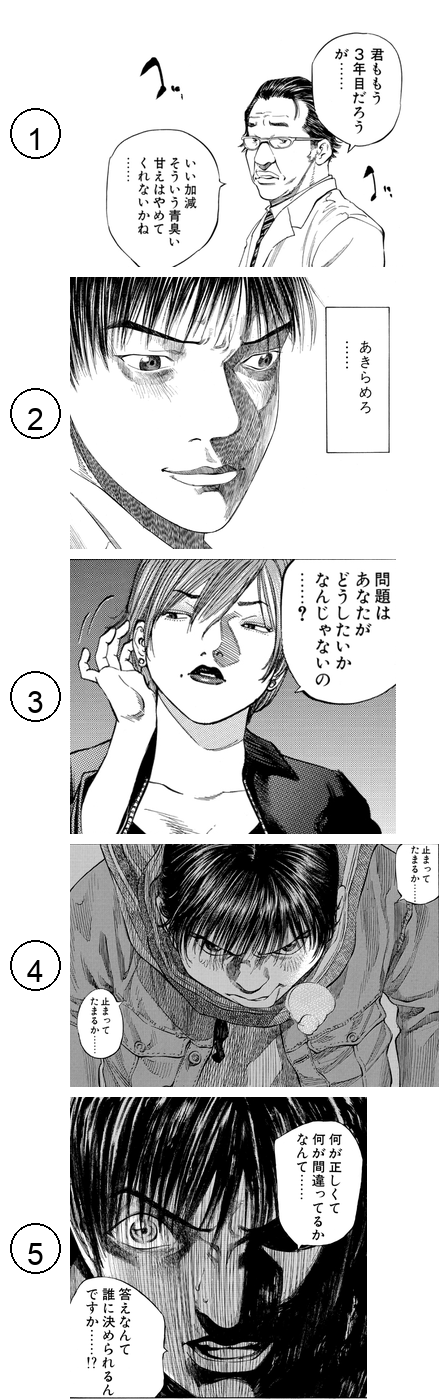 1
君ももう
3年目だろう
が……
いい加減
そういう青臭い
甘えはやめて
くれないかね
……
2
あきらめろ
……
3
問題は
あなたが
どうしたいか
なんじゃないの
……?
4
止まって
たまるか……
止まって
たまるか……
5
何が正しくて
何が間違ってるか
なんて……
答えなんて
誰に決められるん
ですか……!?